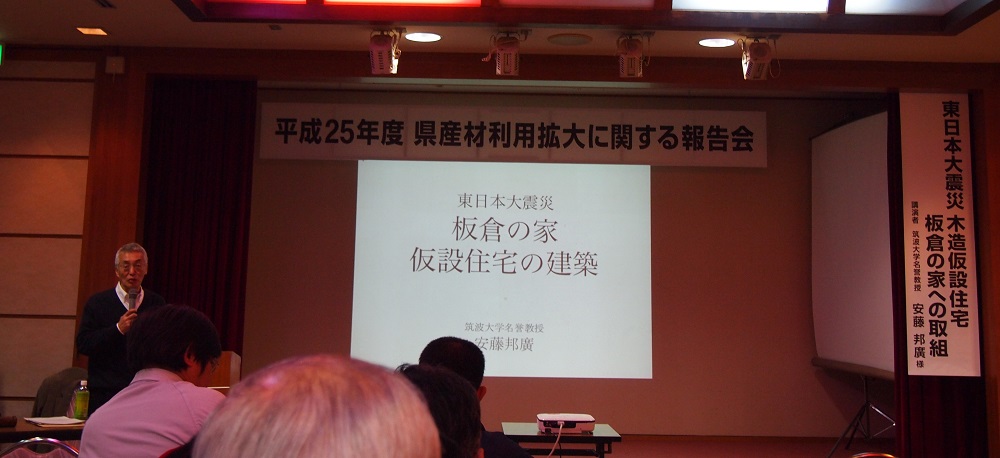 平成25年度 県産材利用拡大に関する報告会
東日本大震災
板倉の家
仮設住宅の建築
筑波大学名誉教授
安藤邦廣
東日本大震災 木造仮設住宅
板倉の家への取組
講演者 筑波大学名誉教授 安藤 邦廣 様